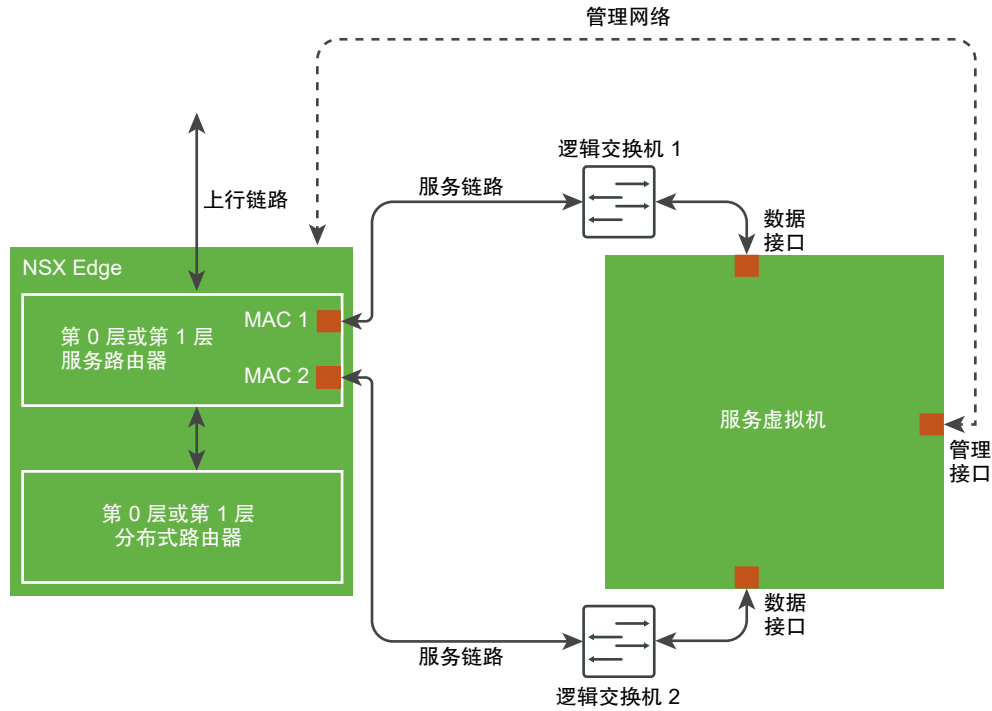 管理网络
逻辑交换机 1
服务链路
上行链路
数据
接口
NSX Edge
MAC 1
第 0 层或第 1 层
服务路由器
MAC 2
服务虚拟机
管理
接口
第 0 层或第 1 层
分布式路由器
数据
接口
服务链路
逻辑交换机 2